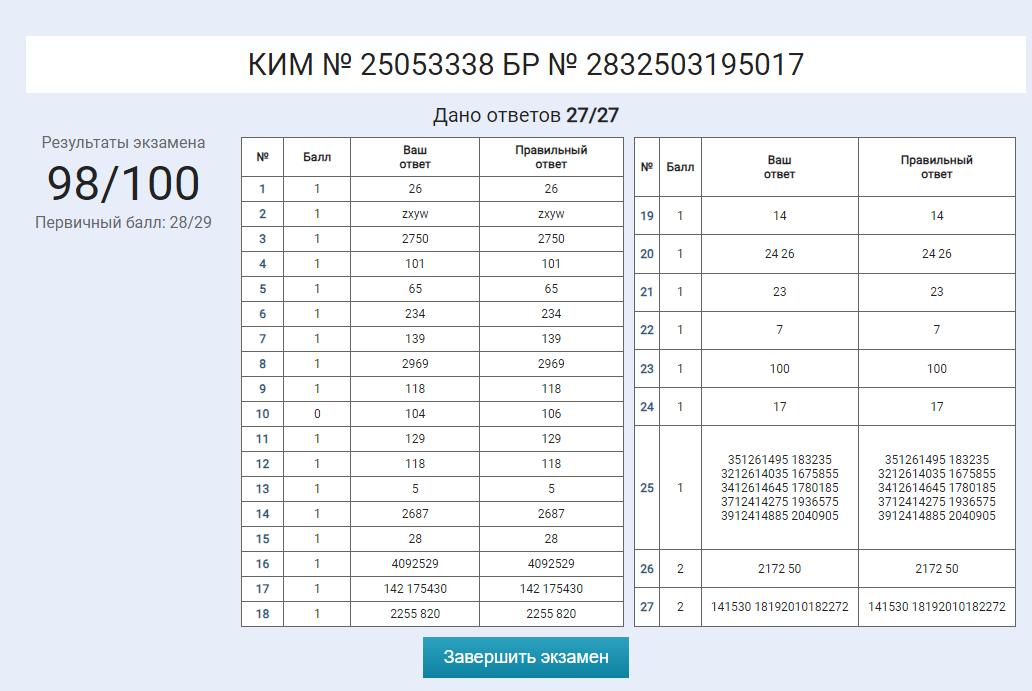 КИМ № 25053338 БР № 2832503195017
Дано ответов 27/27
Результаты экзамена
98/100
Первичный балл: 28/29
№ Балл Ваш ответ Правильный ответ
1 1 26 26
2 1 zxyw zxyw
3 1 2750 2750
4 1 101 101
5 1 65 65
6 1 234 234
7 1 139 139
8 1 2969 2969
9 1 118 118
10 0 104 106
11 1 129 129
12 1 118 118
13 1 5 5
14 1 2687 2687
15 1 28 28
16 1 4092529 4092529
17 1 142 175430 142 175430
18 1 2255 820 2255 820
№ Балл Ваш ответ Правильный ответ
19 1 14 14
20 1 24 26 24 26
21 1 23 23
22 1 7 7
23 1 100 100
24 1 17 17
351261495 183235 351261495 183235
3212614035 1675855 3212614035 1675855
25 1 3412614645 1780185 3412614645 1780185
3712414275 1936575 3712414275 1936575
3912414885 2040905 3912414885 2040905
26 2 2172 50 2172 50
27 2 141530 18192010182272 141530 18192010182272
Завершить экзамен